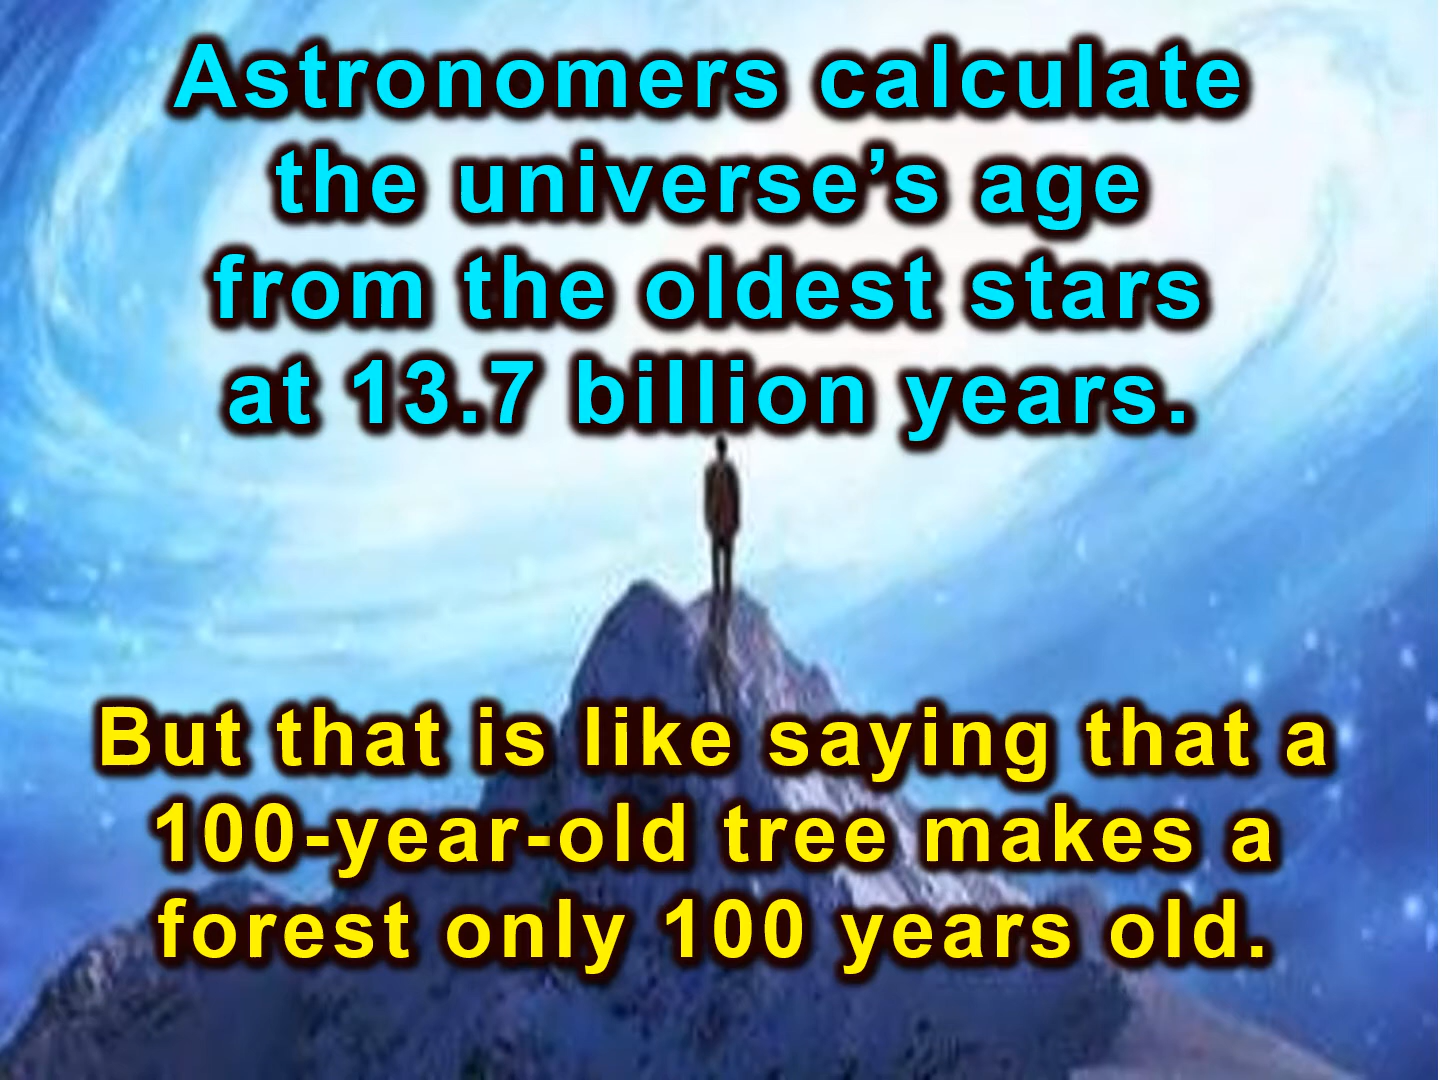 Astronomers calculate
the universe’s age
from the oldest stars
at 13.7 billion years.
But that is like saying that a
100-year-old tree makes a
forest only 100 years old.